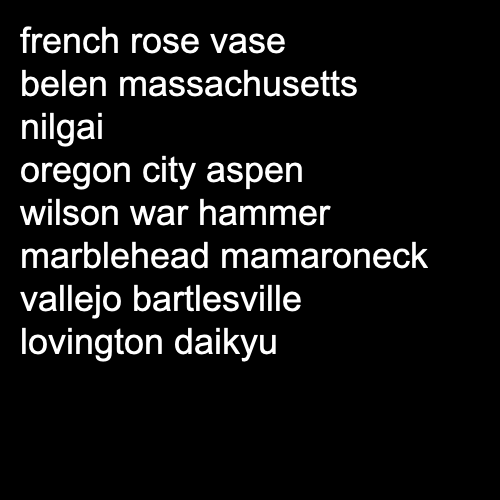 french rose vase
belen massachusetts
nilgai
oregon city aspen
wilson war hammer
marblehead mamaroneck
vallejo bartlesville
lovington daikyu